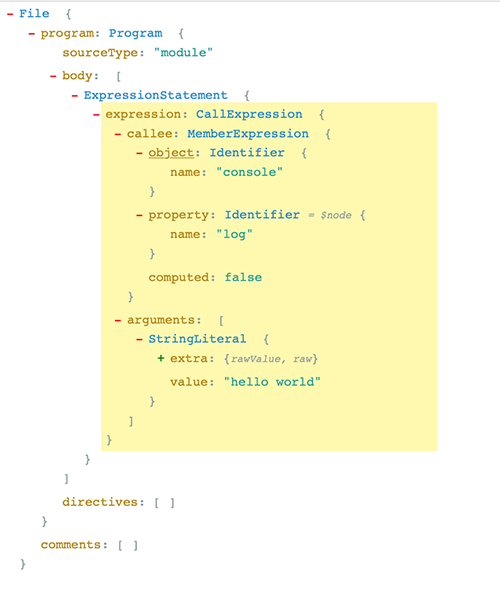 - File {
- program: Program {
sourceType: "module"
- body: [
- ExpressionStatement {
- expression: CallExpression {
- callee: MemberExpression {
- object: Identifier {
name: "console"
}
- property: Identifier = $node {
name: "log"
}
computed: false
}
- arguments: [
- StringLiteral {
+ extra: {rawValue, raw}
value: "hello world"
}
]
}
}
]
directives: [ ]
}
comments: [ ]
}